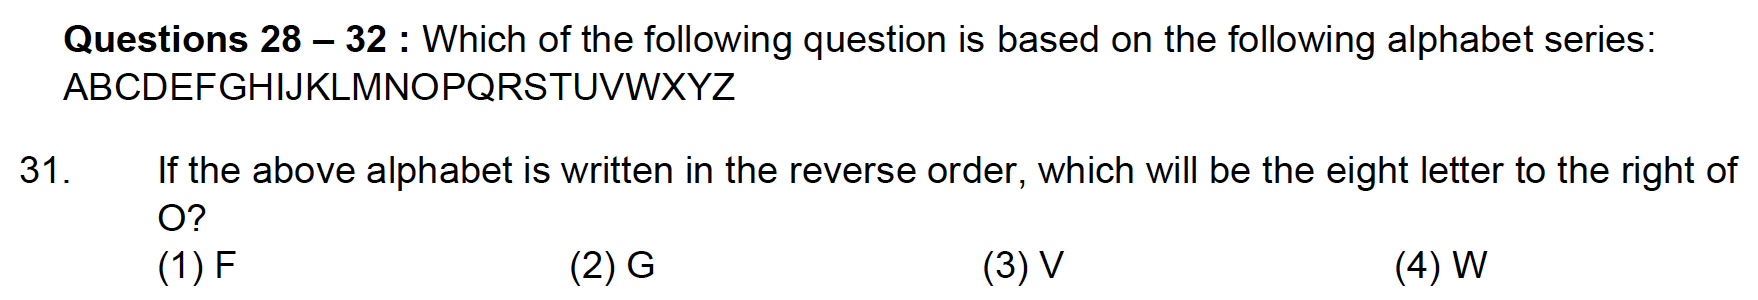 Questions 28 – 32 : Which of the following question is based on the following alphabet series:
ABCDEFGHIJKLMNOPQRSTUVWXYZ
31. If the above alphabet is written in the reverse order, which will be the eight letter to the right of
O?
(1) F (2) G (3) V (4) W